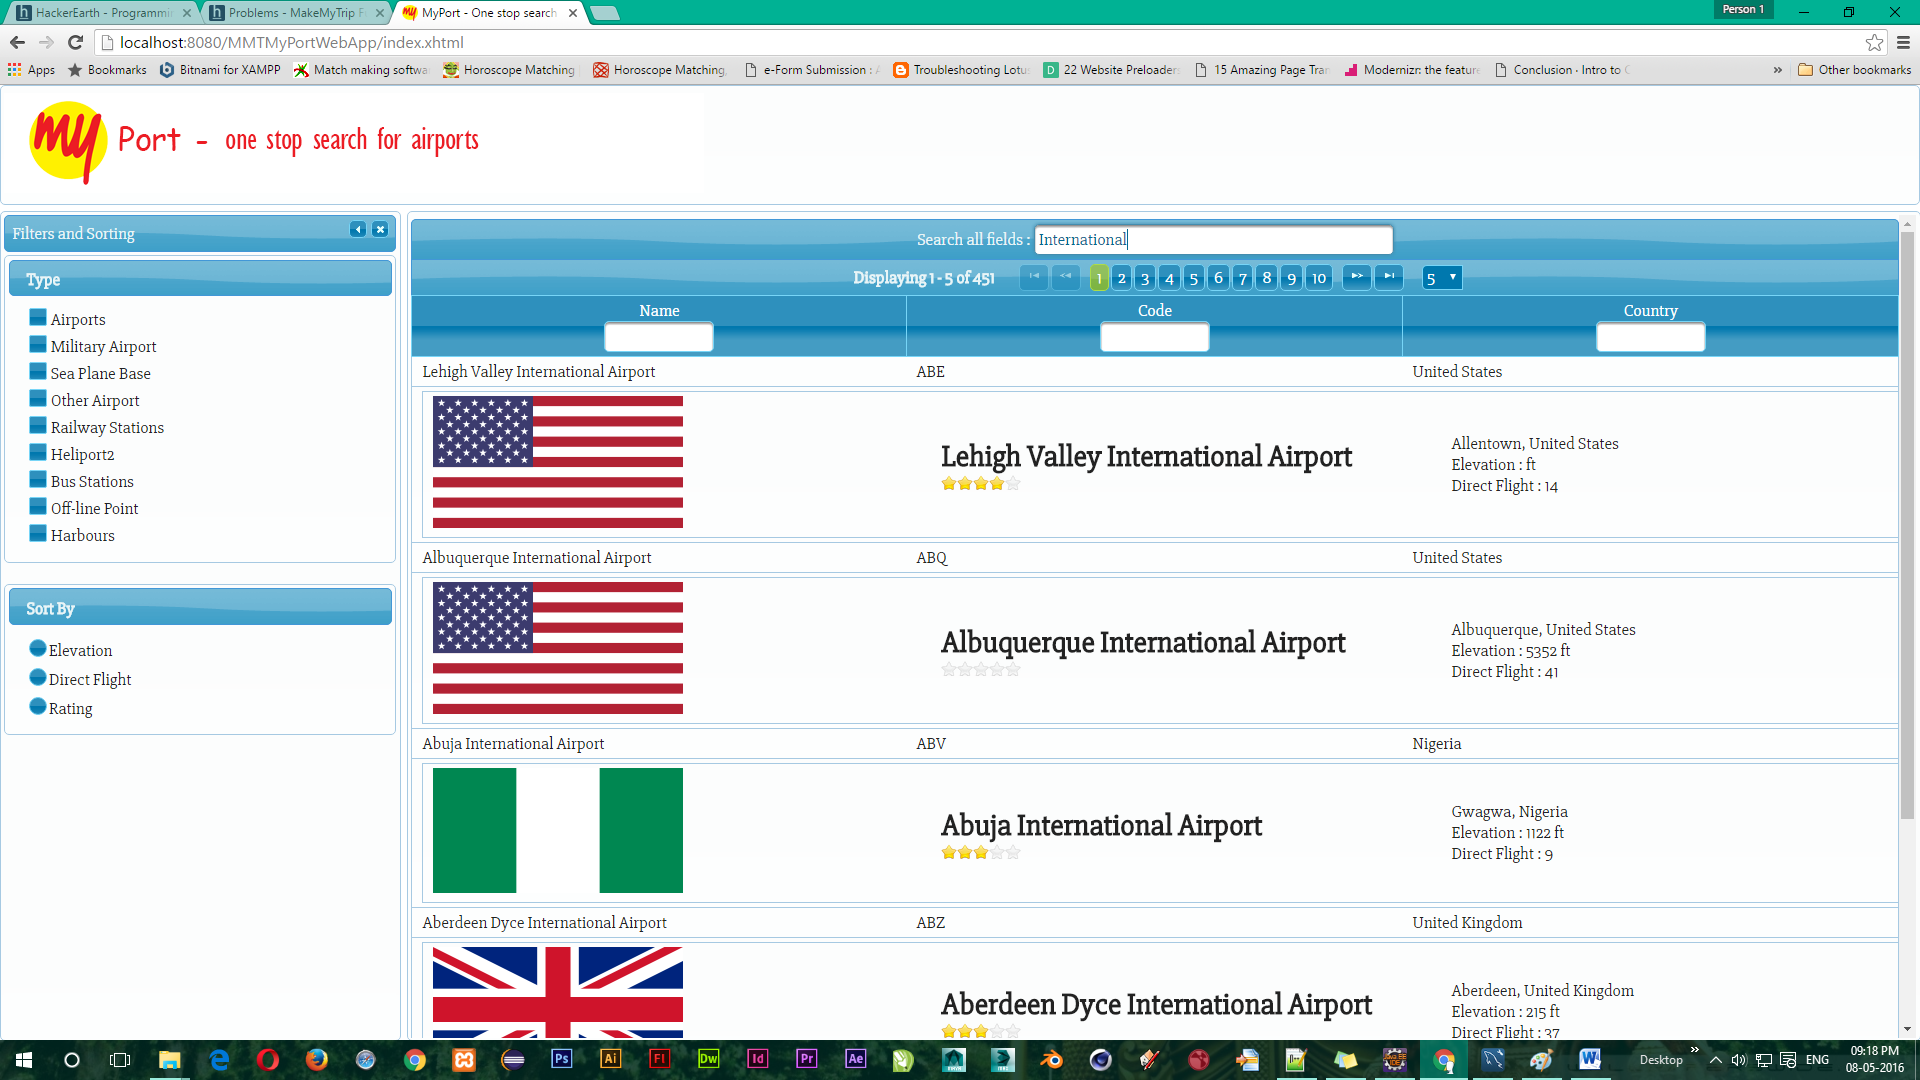 HackerEarth - Programmin
Problems - MakeMyTrip F
MyPort - One stop search
Person 1
localhost:8080/MMTMyPortWebApp/index.xhtml
Apps
Bookmarks
Bitnami for XAMPP
Match making softwa
Horoscope Matching
Horoscope Matching,
e-Form Submission :
Troubleshooting Lotu
22 Website Preloader
15 Amazing Page Tra
Modernizr: the featur
Conclusion · Intro to
»
Other bookmarks
my Port - one stop search for airports
Filters and Sorting
Type
Airports
Military Airport
Sea Plane Base
Other Airport
Railway Stations
Heliport2
Bus Stations
Off-line Point
Harbours
Sort By
Elevation
Direct Flight
Rating
Search all fields : International
Displaying 1 - 5 of 451 1 2 3 4 5 6 7 8 9 10 5
Name Code Country
Lehigh Valley International Airport ABE United States
Lehigh Valley International Airport
Allentown, United States
Elevation : ft
Direct Flight : 14
Albuquerque International Airport ABQ United States
Albuquerque International Airport
Albuquerque, United States
Elevation : 5352 ft
Direct Flight : 41
Abuja International Airport ABV Nigeria
Abuja International Airport
Gwagwa, Nigeria
Elevation : 1122 ft
Direct Flight : 9
Aberdeen Dyce International Airport ABZ United Kingdom
Aberdeen Dyce International Airport
Aberdeen, United Kingdom
Elevation : 215 ft
Direct Flight : 37
Ps Ai Fl Dw Id Pr Ae
Desktop » ENG
09:18 PM
08-05-2016